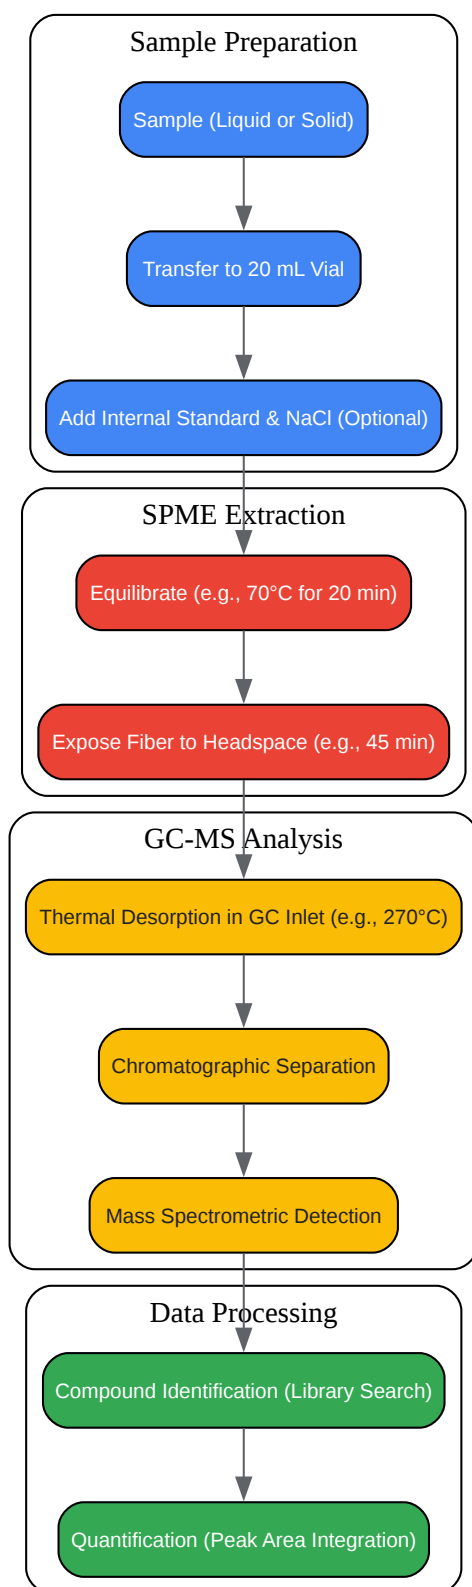 Sample Preparation
Sample (Liquid or Solid)
Transfer to 20 mL Vial
Add Internal Standard & NaCl (Optional)
SPME Extraction
Equilibrate (e.g., 70°C for 20 min)
Expose Fiber to Headspace (e.g., 45 min)
GC-MS Analysis
Thermal Desorption in GC Inlet (e.g., 270°C)
Chromatographic Separation
Mass Spectrometric Detection
Data Processing
Compound Identification (Library Search)
Quantification (Peak Area Integration)